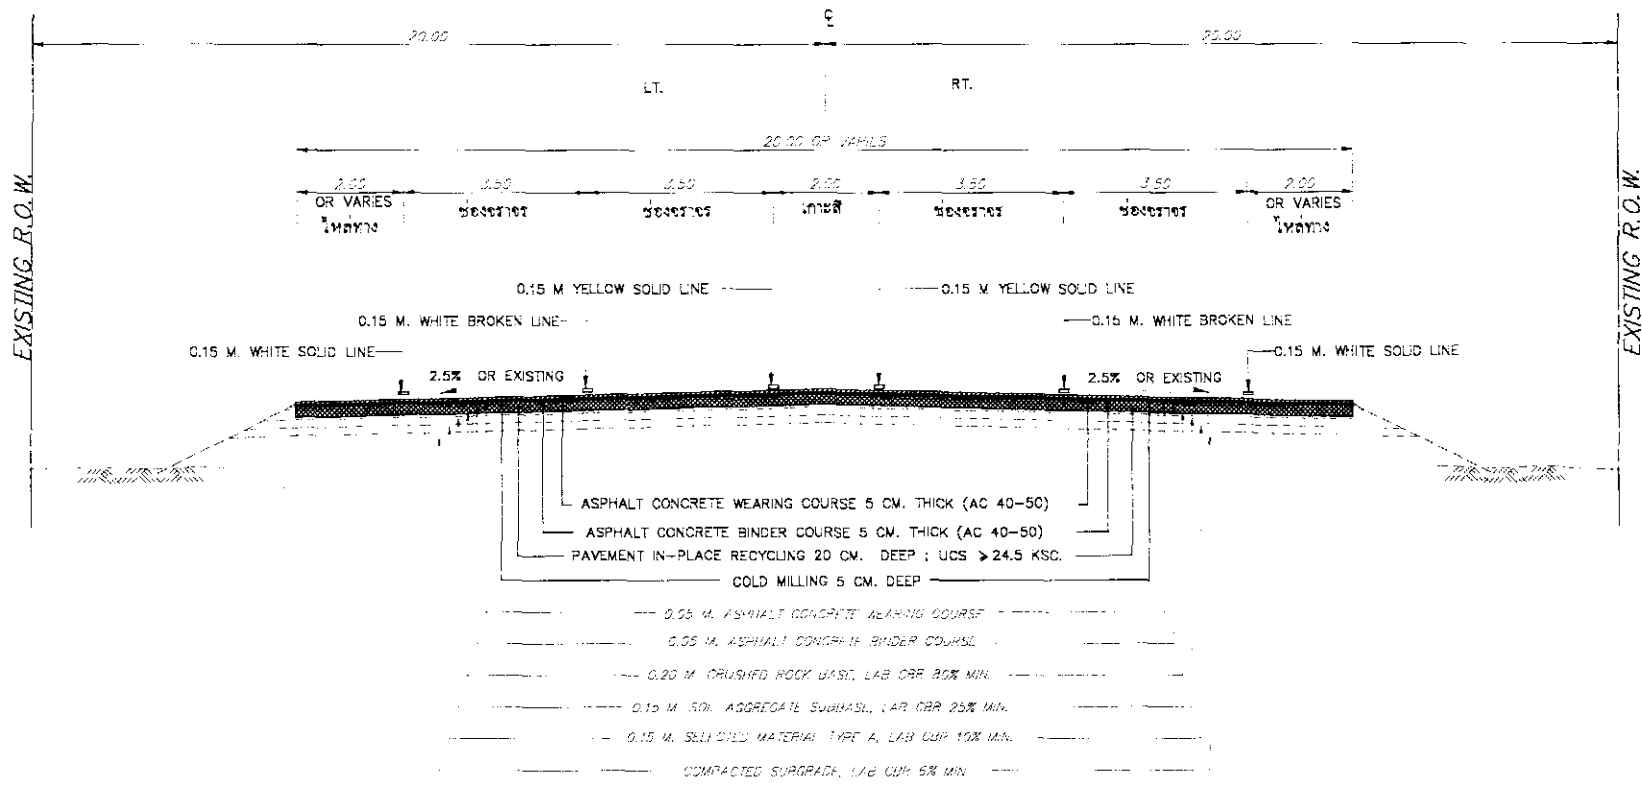 ℄
20.00 20.00
LT. RT.
20.00 OR VARIES
2.00 3.50 3.50 2.00 3.50 3.50 2.00
OR VARIES ช่องจราจร ช่องจราจร เกาะสี ช่องจราจร ช่องจราจร OR VARIES
ไหล่ทาง ไหล่ทาง
EXISTING R.O.W. EXISTING R.O.W.
0.15 M YELLOW SOLID LINE 0.15 M YELLOW SOLID LINE
0.15 M. WHITE BROKEN LINE 0.15 M. WHITE BROKEN LINE
0.15 M. WHITE SOLID LINE 0.15 M. WHITE SOLID LINE
2.5% OR EXISTING 2.5% OR EXISTING
ASPHALT CONCRETE WEARING COURSE 5 CM. THICK (AC 40-50)
ASPHALT CONCRETE BINDER COURSE 5 CM. THICK (AC 40-50)
PAVEMENT IN-PLACE RECYCLING 20 CM. DEEP ; UCS > 24.5 KSC.
COLD MILLING 5 CM. DEEP
0.05 M. ASPHALT CONCRETE WEARING COURSE
0.05 M. ASPHALT CONCRETE BINDER COURSE
0.20 M. CRUSHED ROCK BASE, LAB CBR 80% MIN.
0.15 M. SOIL AGGREGATE SUBBASE, LAB CBR 25% MIN.
0.15 M. SELECTED MATERIAL TYPE A, LAB CBR 10% MIN.
COMPACTED SUBGRADE, LAB CBR 5% MIN